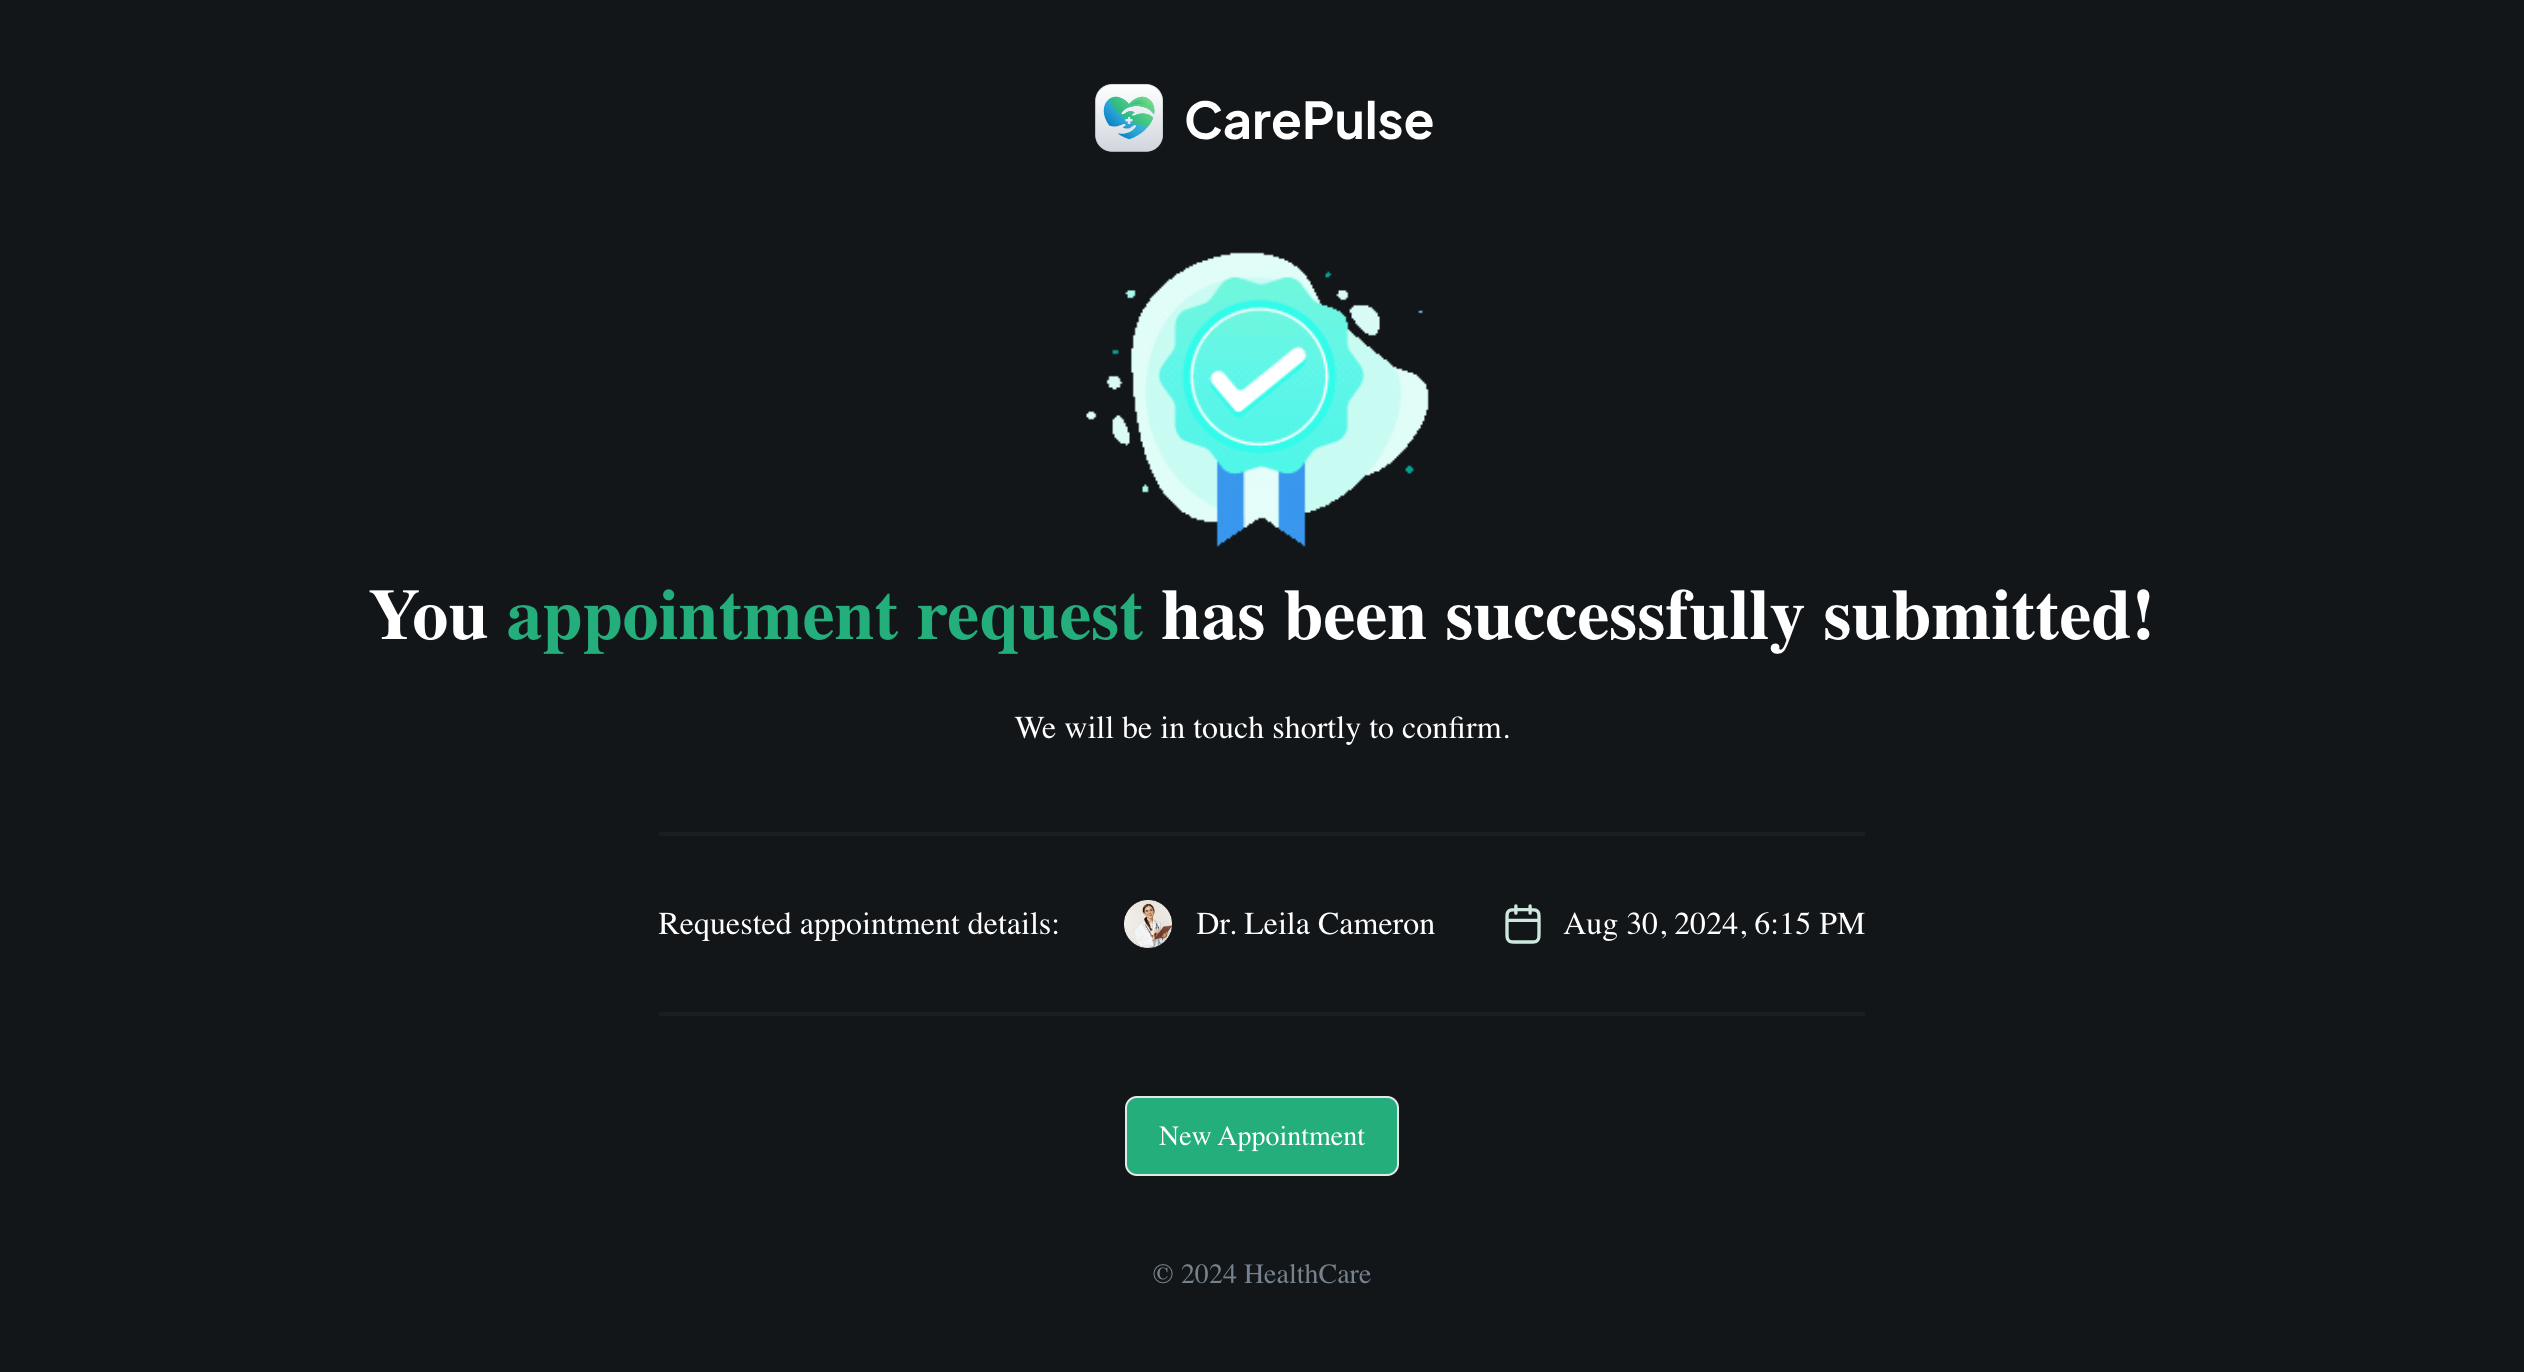 CarePulse
You appointment request has been successfully submitted!
We will be in touch shortly to confirm.
Requested appointment details: Dr. Leila Cameron Aug 30, 2024, 6:15 PM
New Appointment
© 2024 HealthCare